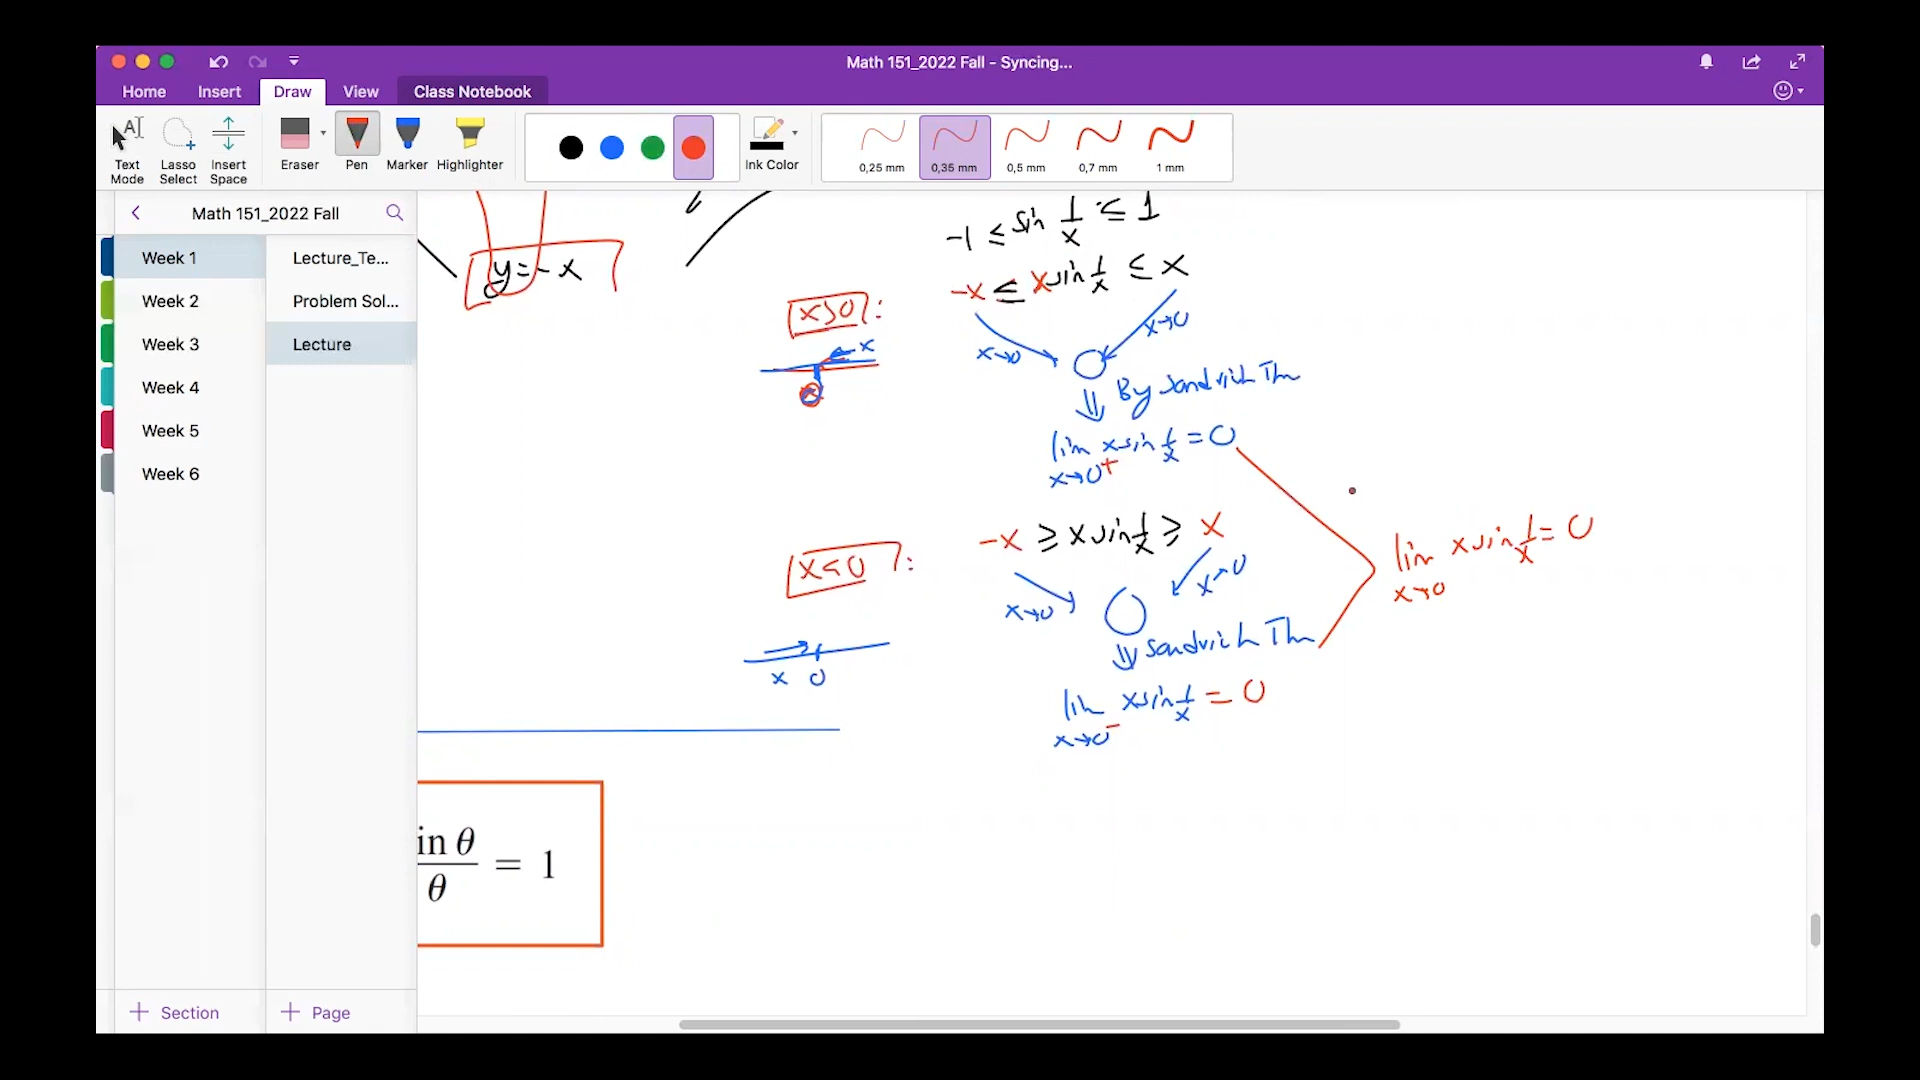 Math 151_2022 Fall - Syncing...
Home Insert Draw View Class Notebook
Text Mode
Lasso Select
Insert Space
Eraser
Pen
Marker
Highlighter
Ink Color
0,25 mm
0,35 mm
0,5 mm
0,7 mm
1 mm
Math 151_2022 Fall
Week 1
Week 2
Week 3
Week 4
Week 5
Week 6
Lecture_Te...
Problem Sol...
Lecture
+ Section
+ Page
y = -x
-1 ≤ sin 1/x ≤ 1
x>0 :
-x ≤ x sin 1/x ≤ x
x→0
x→0
x
0
0
By Sandwich Thm
⇓
lim x→0⁺ x sin 1/x = 0
x<0 :
-x ≥ x sin 1/x ≥ x
x→0
x→0
0
x 0
⇓ Sandwich Thm
lim x→0⁻ x sin 1/x = 0
lim x→0 x sin 1/x = 0
in θ / θ = 1